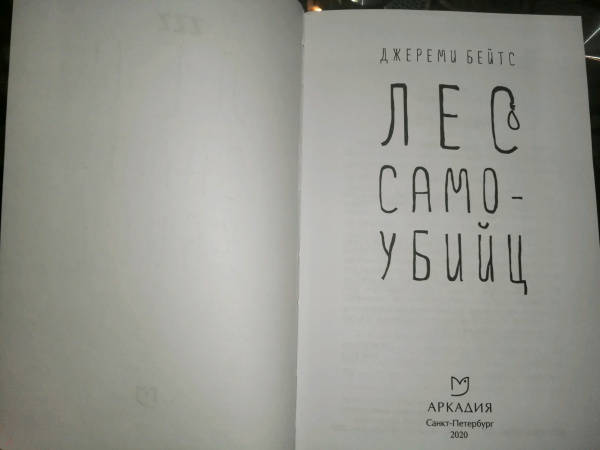 ДЖЕРЕМИ БЕЙТС
ЛЕС
САМО-
УБИЙЦ
АРКАДИЯ
Санкт-Петербург
2020